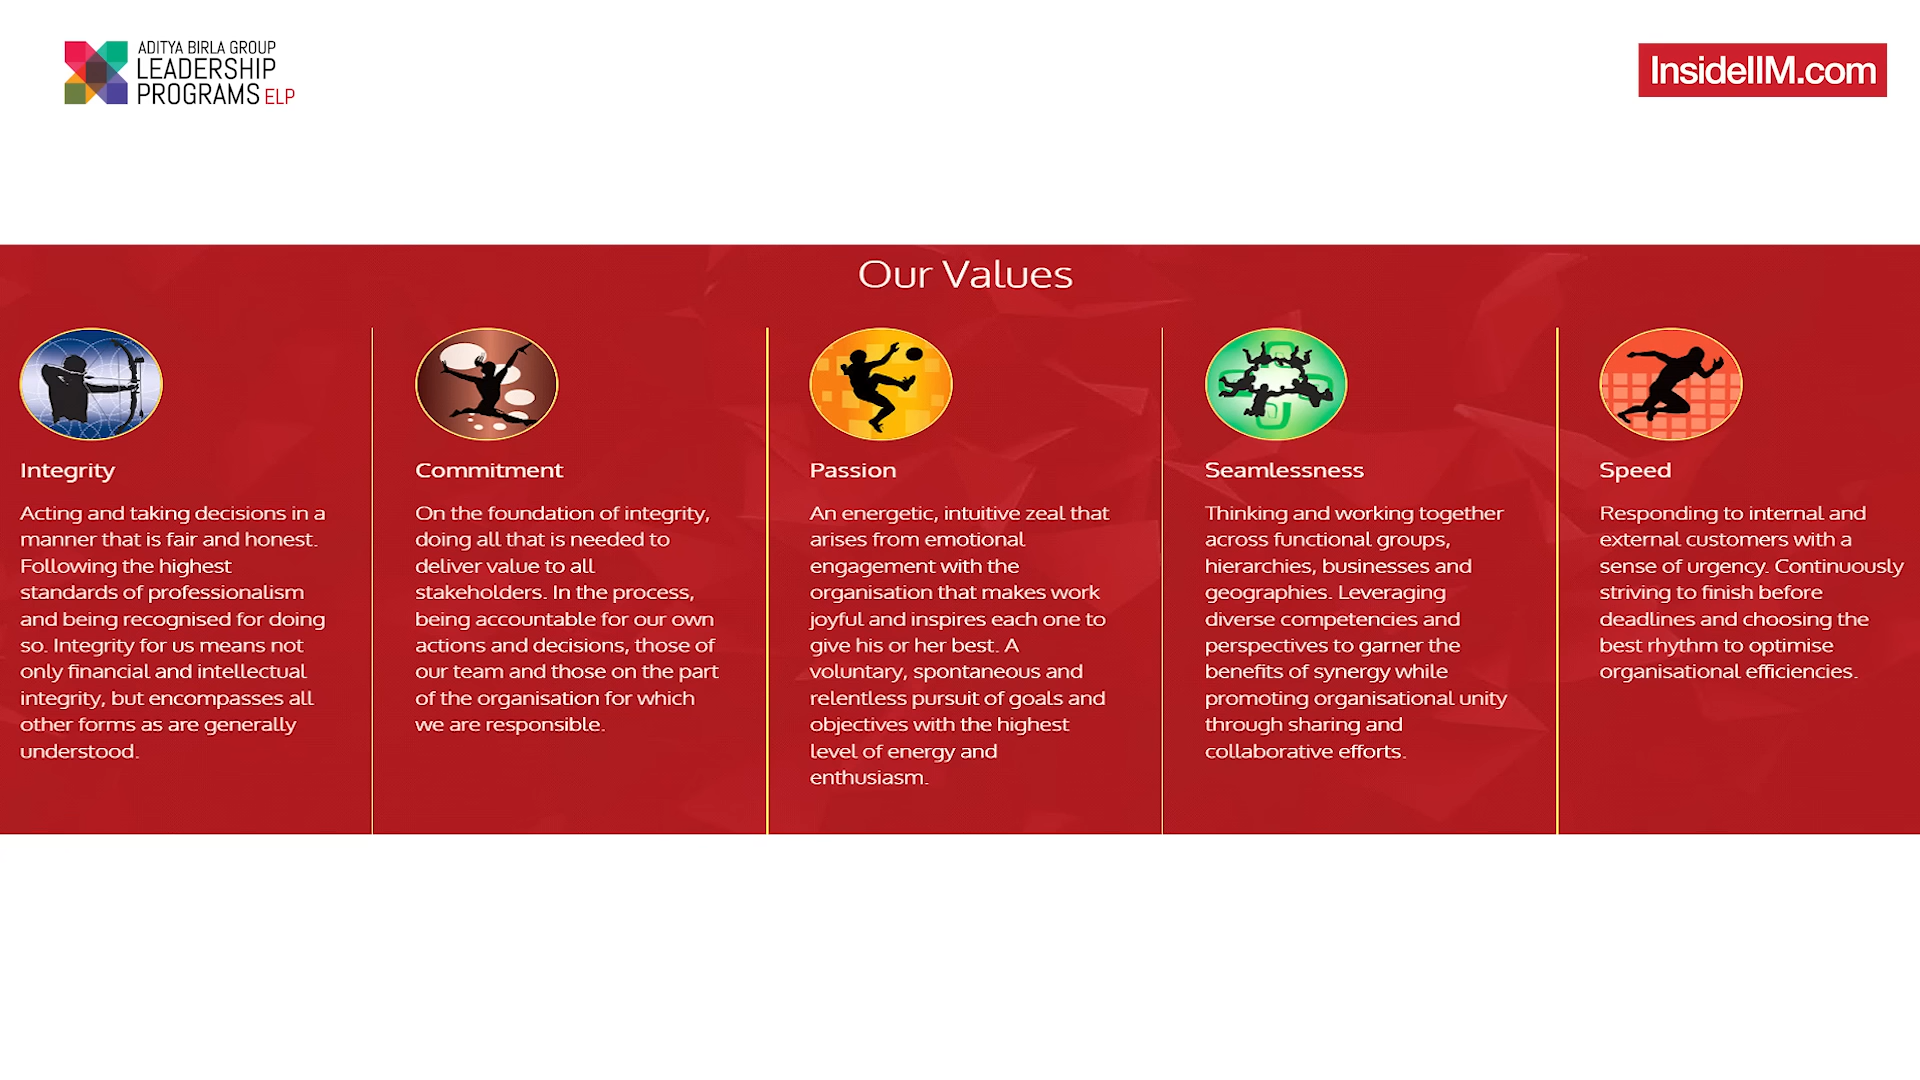 ADITYA BIRLA GROUP
LEADERSHIP
PROGRAMS ELP
InsideIIM.com
Our Values
Integrity
Acting and taking decisions in a
manner that is fair and honest.
Following the highest
standards of professionalism
and being recognised for doing
so. Integrity for us means not
only financial and intellectual
integrity, but encompasses all
other forms as are generally
understood.
Commitment
On the foundation of integrity,
doing all that is needed to
deliver value to all
stakeholders. In the process,
being accountable for our own
actions and decisions, those of
our team and those on the part
of the organisation for which
we are responsible.
Passion
An energetic, intuitive zeal that
arises from emotional
engagement with the
organisation that makes work
joyful and inspires each one to
give his or her best. A
voluntary, spontaneous and
relentless pursuit of goals and
objectives with the highest
level of energy and
enthusiasm.
Seamlessness
Thinking and working together
across functional groups,
hierarchies, businesses and
geographies. Leveraging
diverse competencies and
perspectives to garner the
benefits of synergy while
promoting organisational unity
through sharing and
collaborative efforts.
Speed
Responding to internal and
external customers with a
sense of urgency. Continuously
striving to finish before
deadlines and choosing the
best rhythm to optimise
organisational efficiencies.